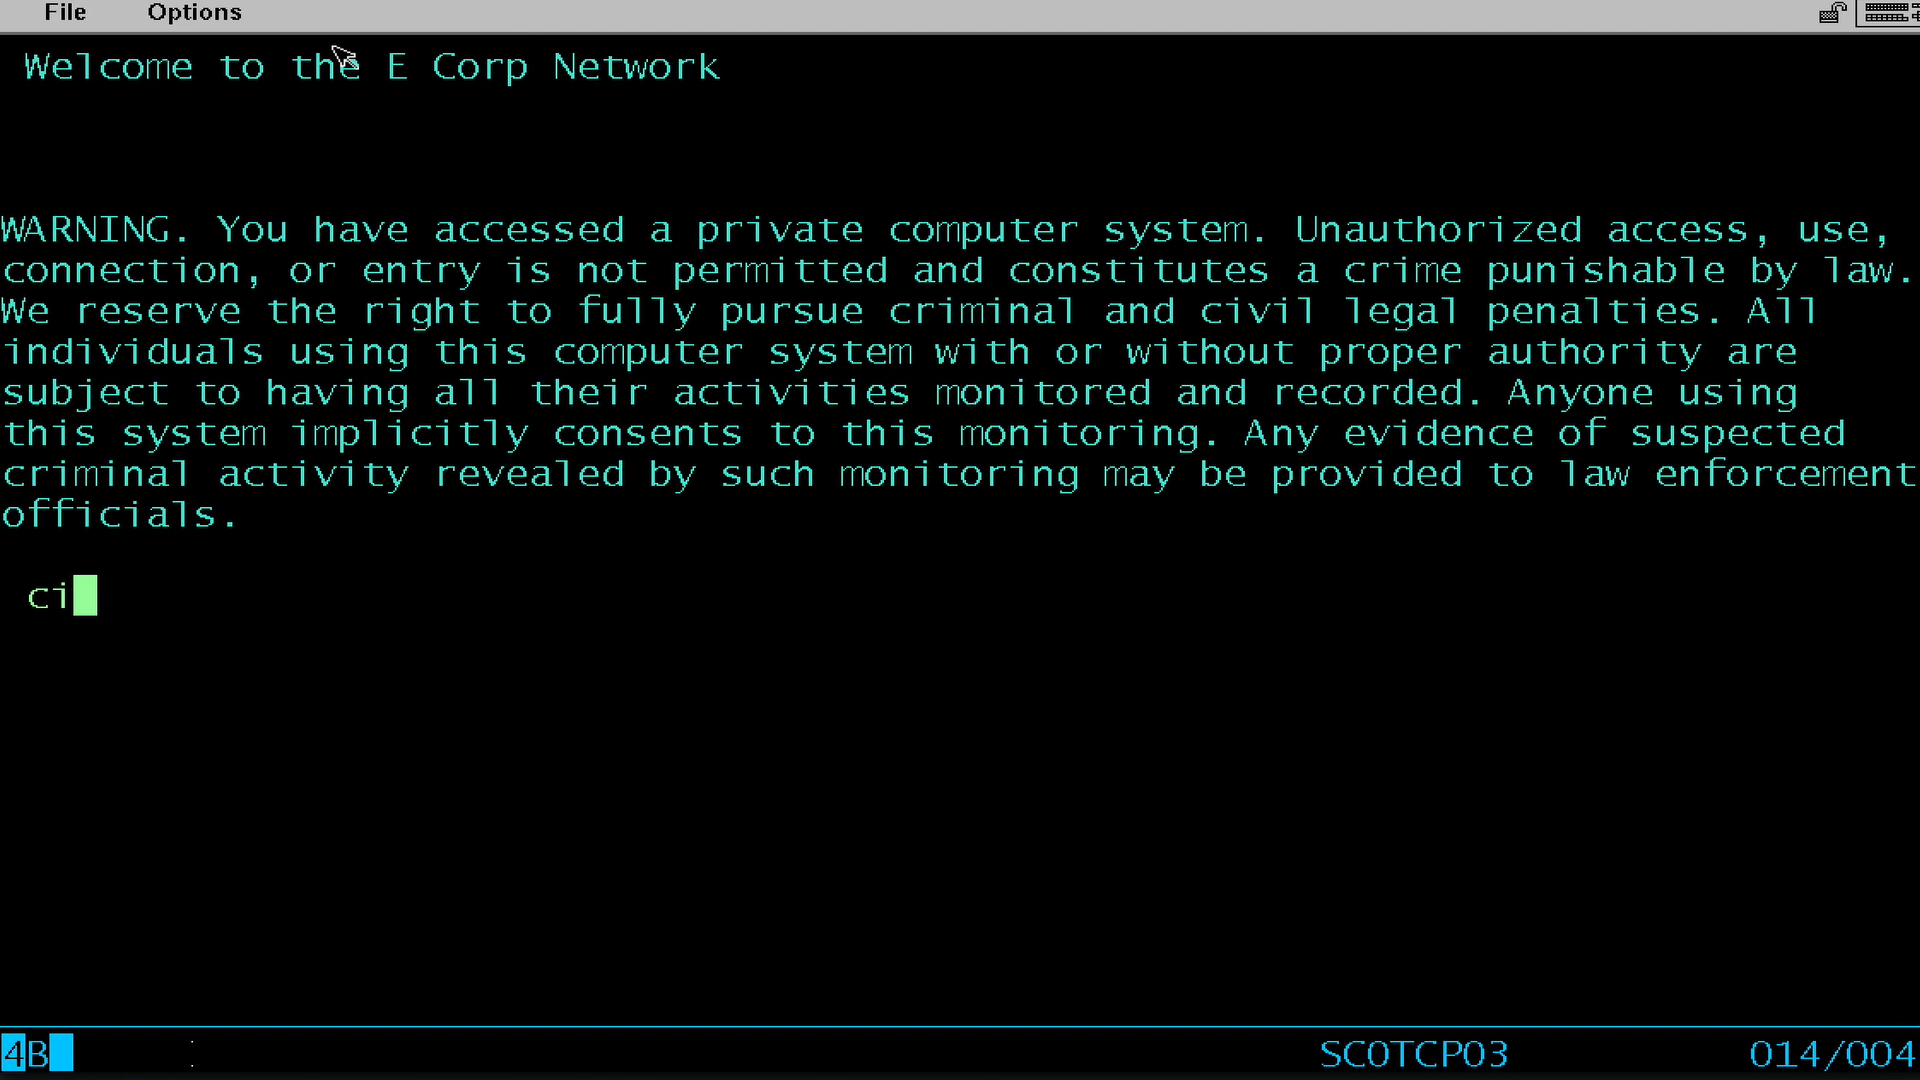 File Options
Welcome to the E Corp Network
WARNING. You have accessed a private computer system. Unauthorized access, use,
connection, or entry is not permitted and constitutes a crime punishable by law.
We reserve the right to fully pursue criminal and civil legal penalties. All
individuals using this computer system with or without proper authority are
subject to having all their activities monitored and recorded. Anyone using
this system implicitly consents to this monitoring. Any evidence of suspected
criminal activity revealed by such monitoring may be provided to law enforcement
officials.
ci
4B : SC0TCP03 014/004